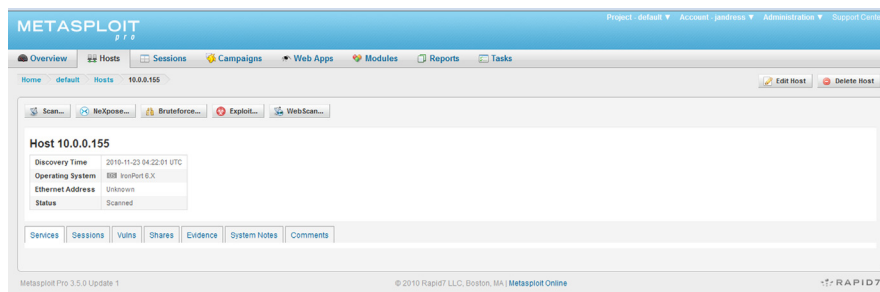 METASPLOIT
pro
Project - default ▼ Account - jandress ▼ Administration ▼ Support Center
Overview Hosts Sessions Campaigns Web Apps Modules Reports Tasks
Home default Hosts 10.0.0.155
Edit Host Delete Host
Scan... NeXpose... Bruteforce... Exploit... WebScan...
Host 10.0.0.155
Discovery Time 2010-11-23 04:22:01 UTC
Operating System IronPort 6.X
Ethernet Address Unknown
Status Scanned
Services Sessions Vulns Shares Evidence System Notes Comments
Metasploit Pro 3.5.0 Update 1 © 2010 Rapid7 LLC, Boston, MA | Metasploit Online RAPID7